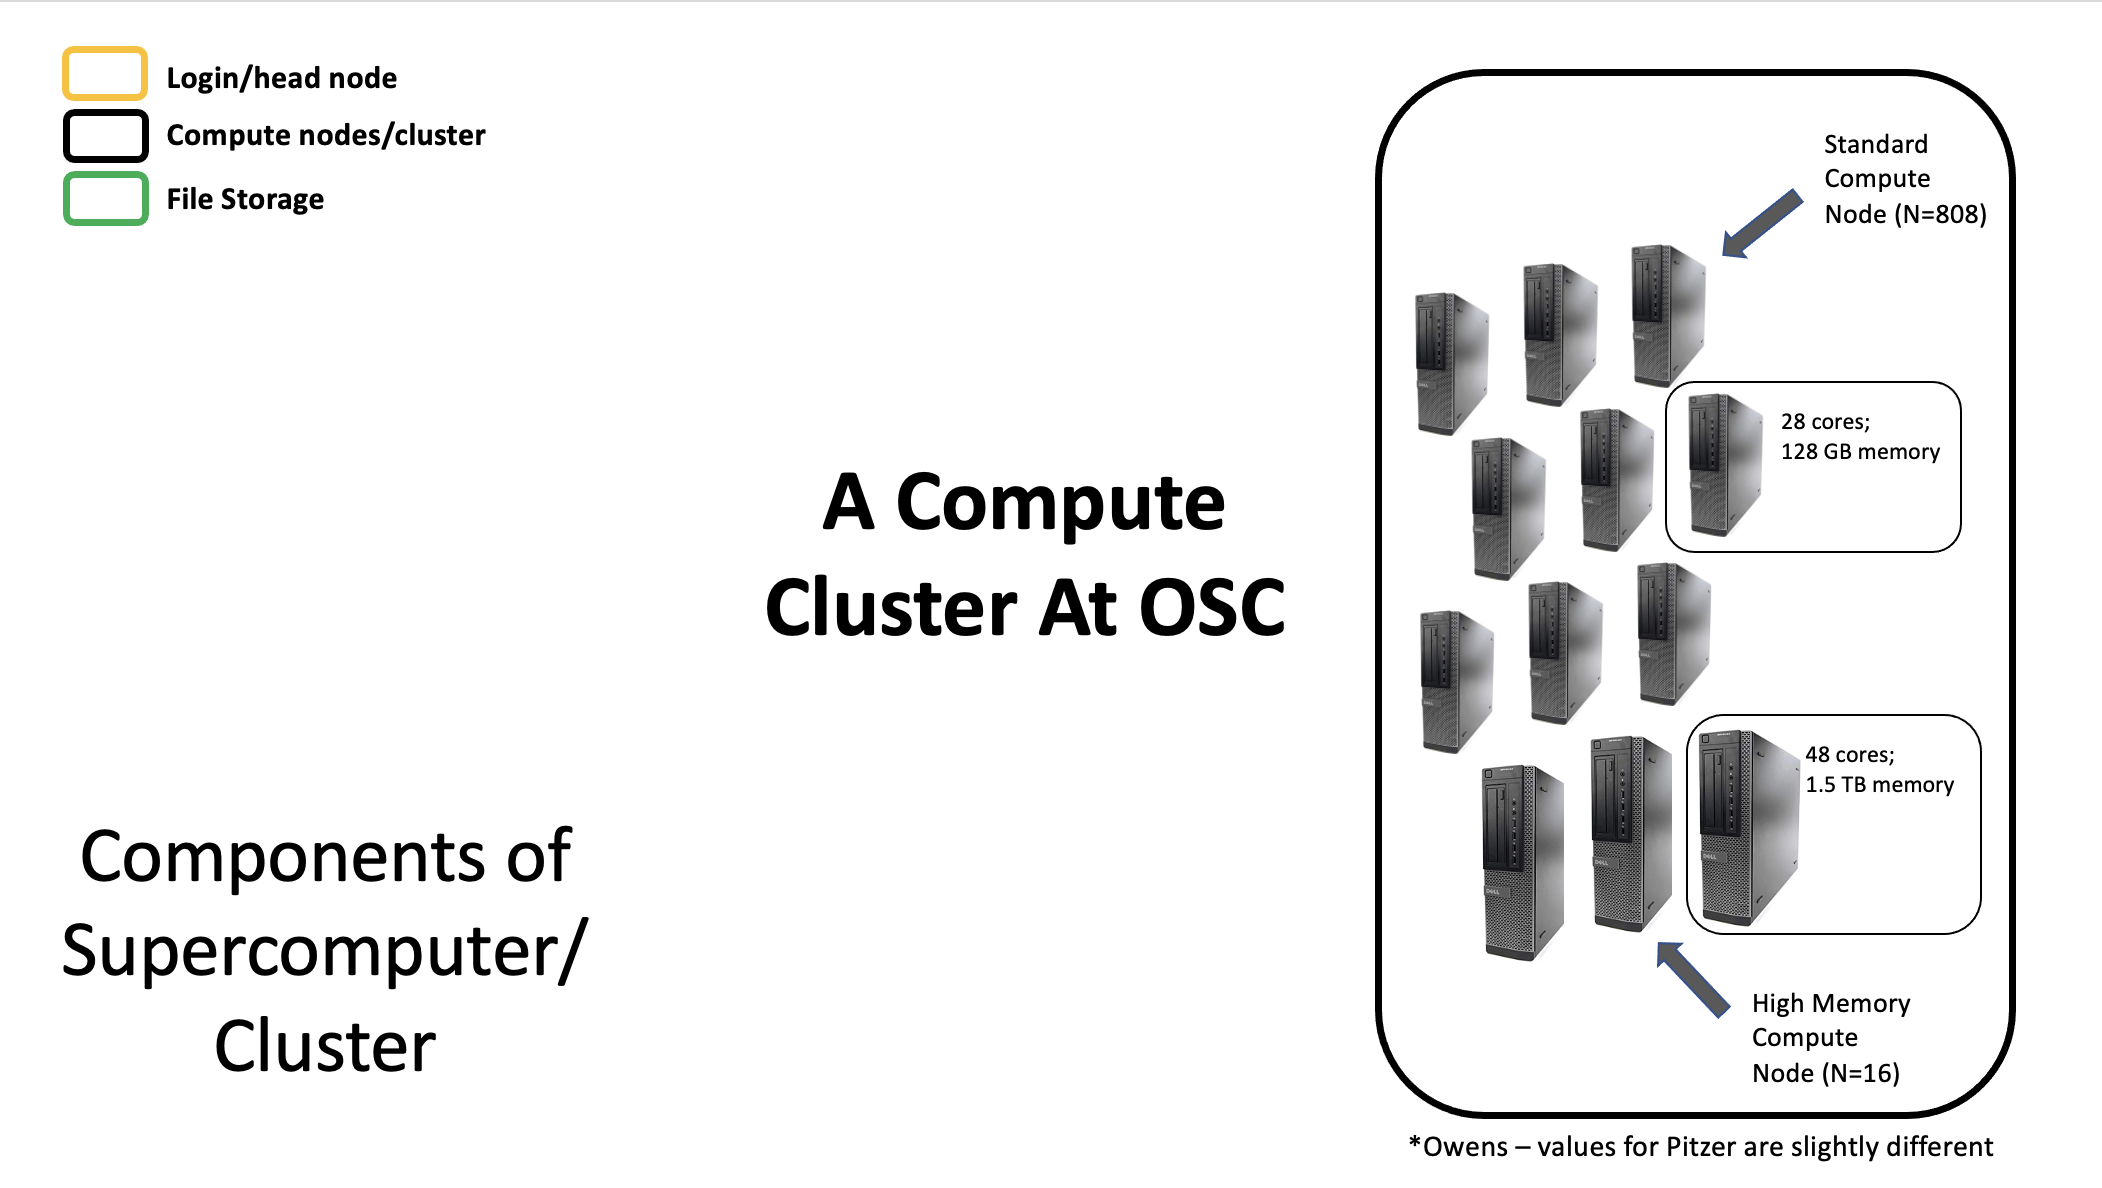 Login/head node
Compute nodes/cluster
File Storage
A Compute
Cluster At OSC
Components of
Supercomputer/
Cluster
Standard
Compute
Node (N=808)
28 cores;
128 GB memory
48 cores;
1.5 TB memory
High Memory
Compute
Node (N=16)
*Owens – values for Pitzer are slightly different